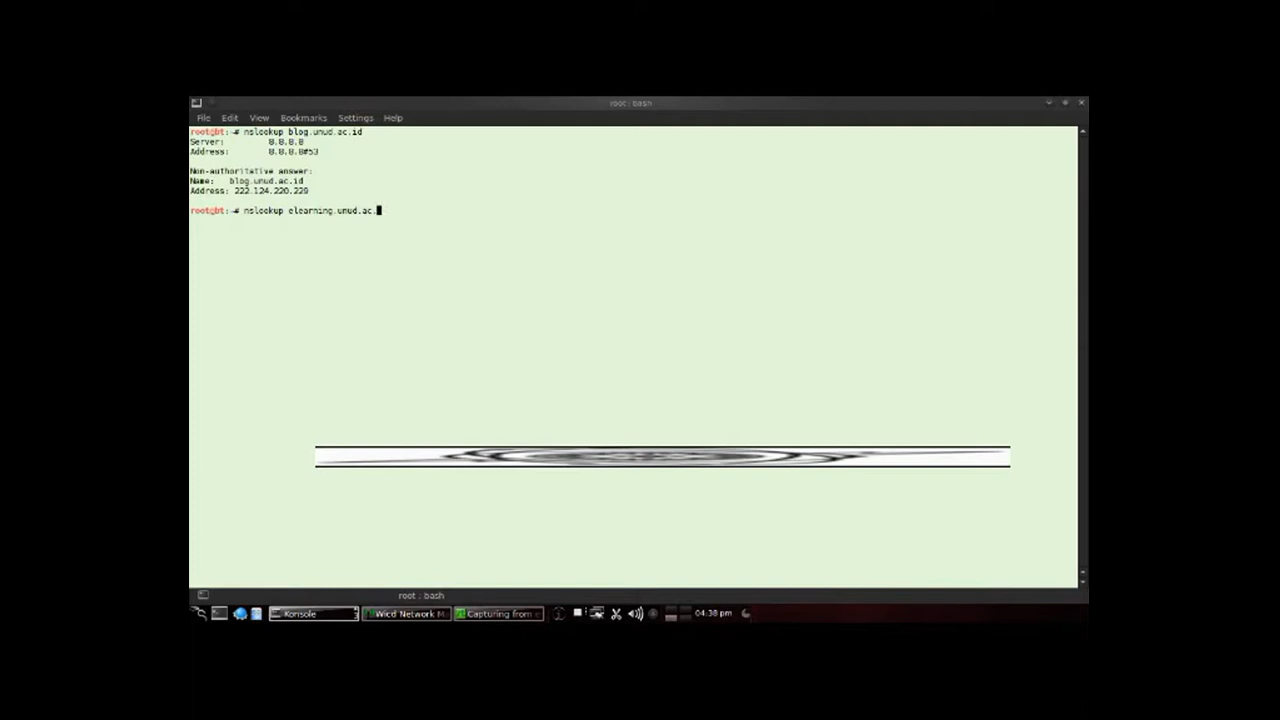 root : bash
File Edit View Bookmarks Settings Help
root@bt:~# nslookup blog.unud.ac.id
Server: 8.8.8.8
Address: 8.8.8.8#53
Non-authoritative answer:
Name: blog.unud.ac.id
Address: 222.124.220.229
root@bt:~# nslookup elearning.unud.ac.
root : bash
Konsole 3 Wicd Network M Capturing from e 04:38 pm